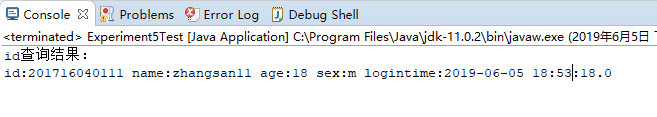 Console Problems Error Log Debug Shell
<terminated> Experiment5Test [Java Application] C:\Program Files\Java\jdk-11.0.2\bin\javaw.exe (2019年6月5日 下
id查询结果:
id:201716040111 name:zhangsan11 age:18 sex:m logintime:2019-06-05 18:53:18.0